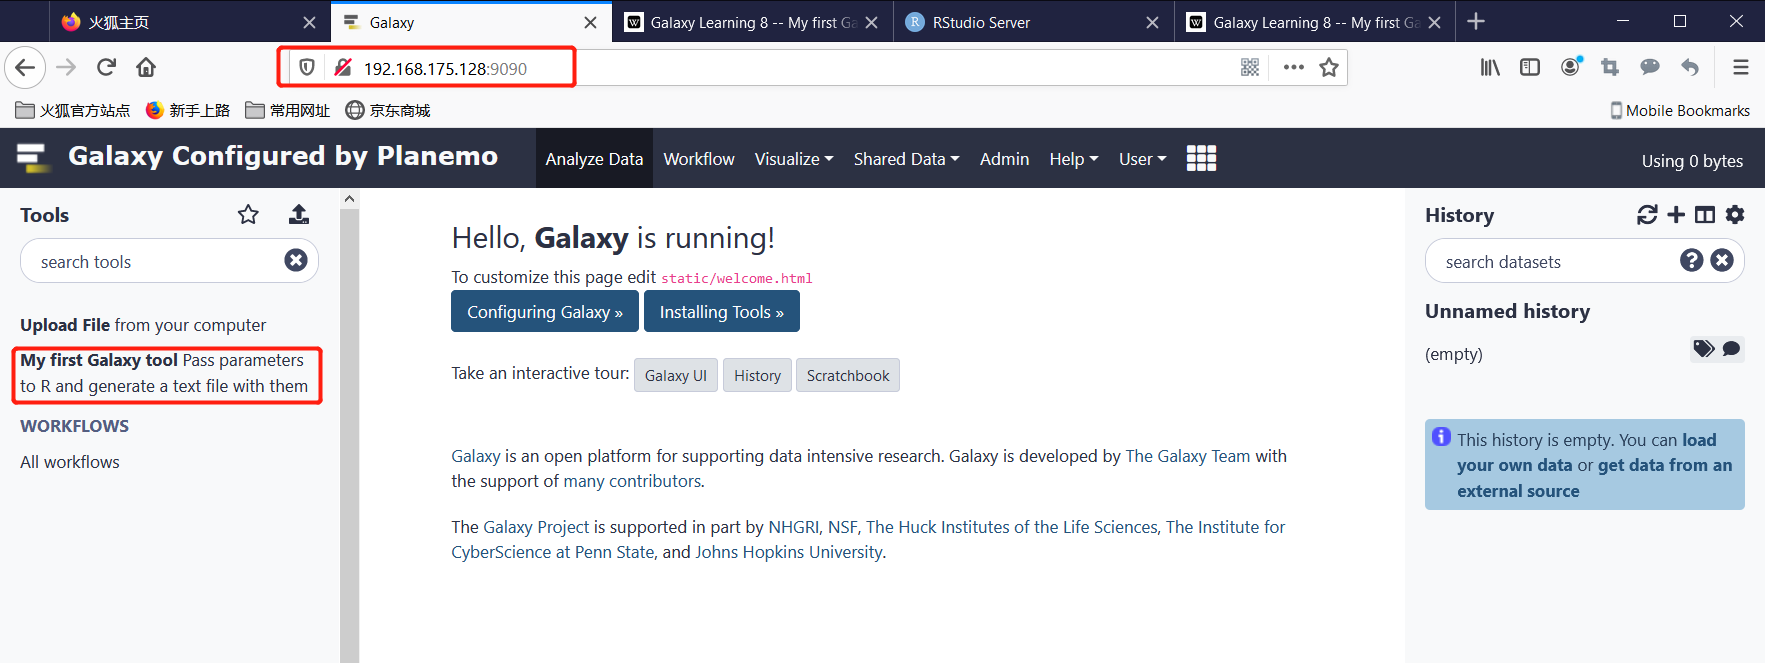 火狐主页
Galaxy
Galaxy Learning 8 -- My first Ga
RStudio Server
Galaxy Learning 8 -- My first Ga
192.168.175.128:9090
火狐官方站点
新手上路
常用网址
京东商城
Mobile Bookmarks
Galaxy Configured by Planemo
Analyze Data
Workflow
Visualize
Shared Data
Admin
Help
User
Using 0 bytes
Tools
search tools
Upload File from your computer
My first Galaxy tool Pass parameters
to R and generate a text file with them
WORKFLOWS
All workflows
Hello, Galaxy is running!
To customize this page edit static/welcome.html
Configuring Galaxy »
Installing Tools »
Take an interactive tour:
Galaxy UI
History
Scratchbook
Galaxy is an open platform for supporting data intensive research. Galaxy is developed by The Galaxy Team with
the support of many contributors.
The Galaxy Project is supported in part by NHGRI, NSF, The Huck Institutes of the Life Sciences, The Institute for
CyberScience at Penn State, and Johns Hopkins University.
History
search datasets
Unnamed history
(empty)
This history is empty. You can load
your own data or get data from an
external source